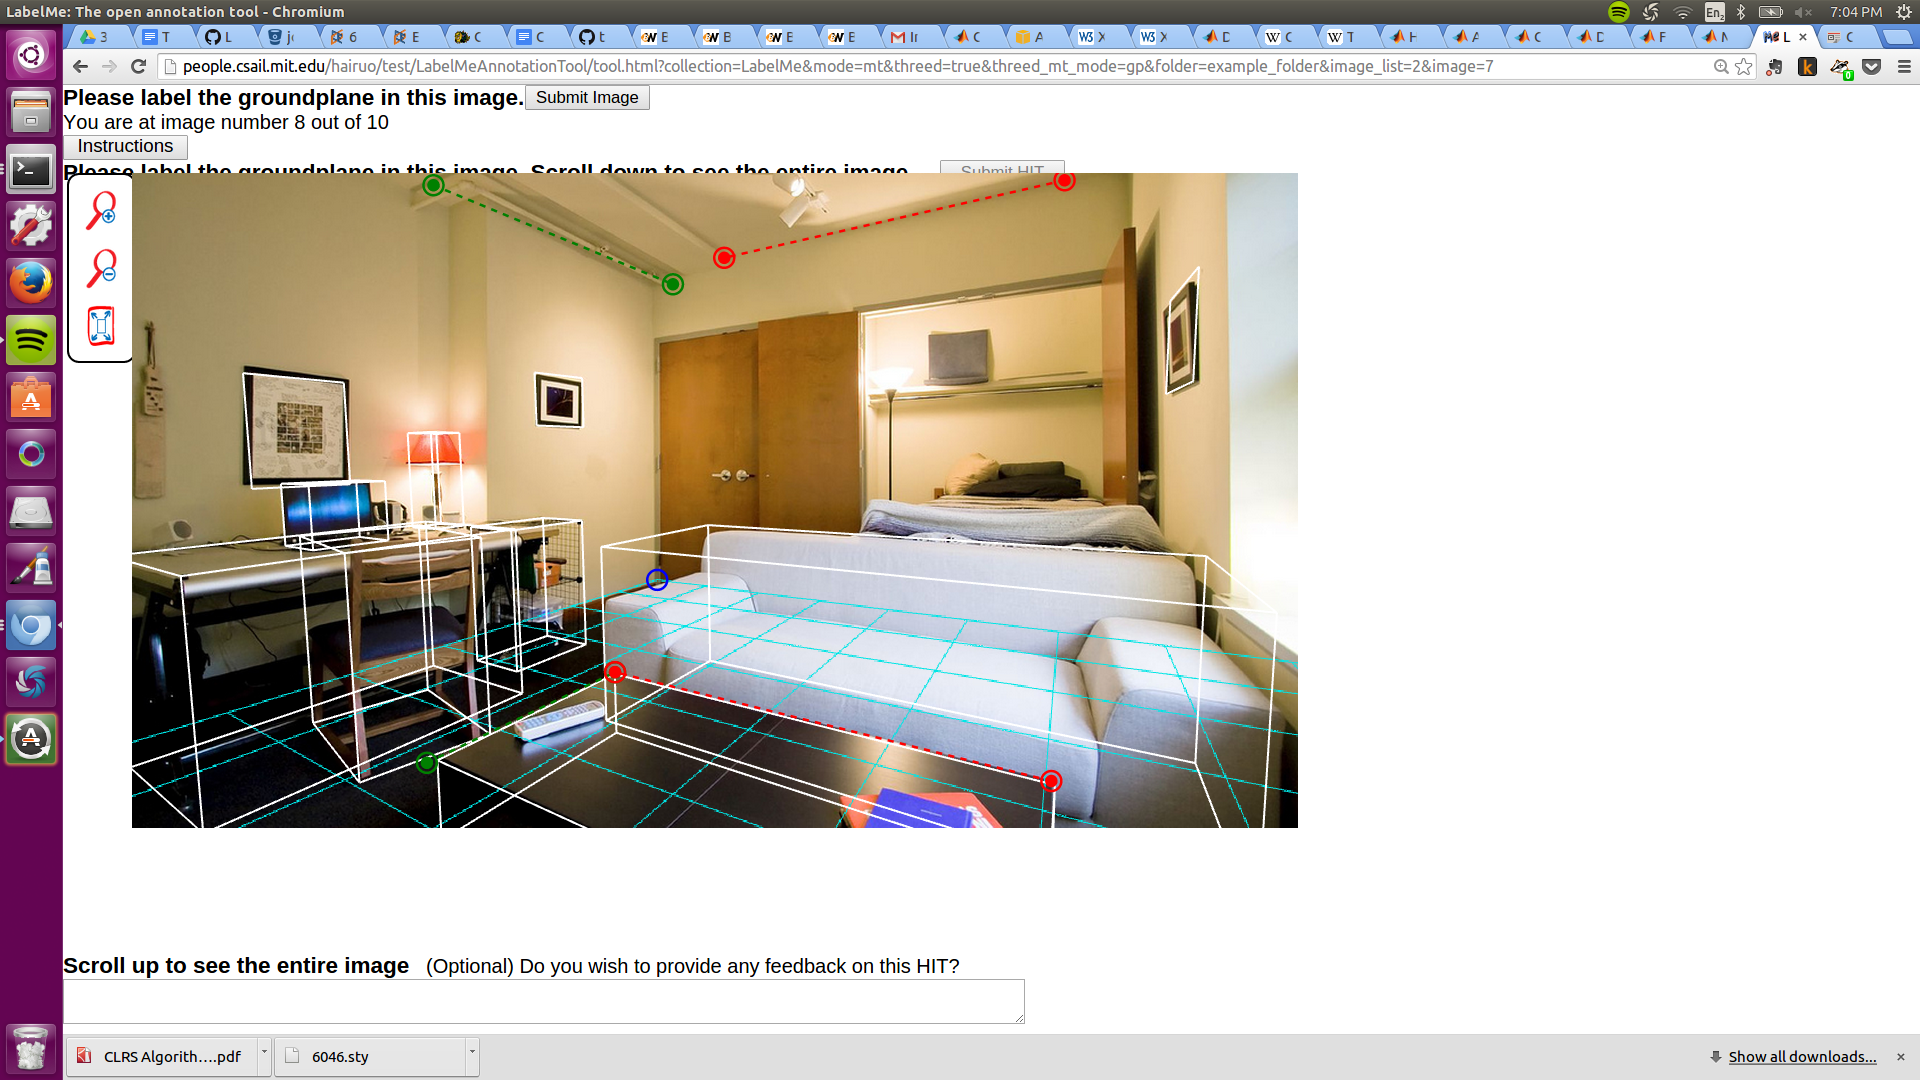 LabelMe: The open annotation tool - Chromium
En₂
7:04 PM
3
T
L
6
E
C
C
t
E
B
E
E
C
A
X
X
D
C
T
H
A
C
D
F
L
C
people.csail.mit.edu/hairuo/test/LabelMeAnnotationTool/tool.html?collection=LabelMe&mode=mt&threed=true&threed_mt_mode=gp&folder=example_folder&image_list=2&image=7
Please label the groundplane in this image. Submit Image
You are at image number 8 out of 10
Instructions
Please label the groundplane in this image. Scroll down to see the entire image Submit HIT
Scroll up to see the entire image (Optional) Do you wish to provide any feedback on this HIT?
CLRS Algorith....pdf
6046.sty
Show all downloads...